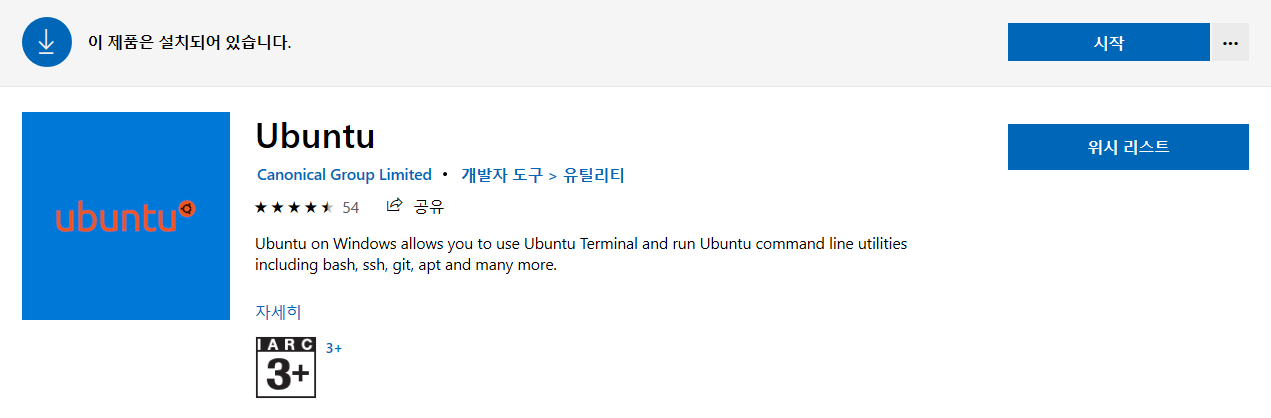 이 제품은 설치되어 있습니다.
시작
ubuntu
Ubuntu
위시 리스트
Canonical Group Limited • 개발자 도구 > 유틸리티
54 공유
Ubuntu on Windows allows you to use Ubuntu Terminal and run Ubuntu command line utilities
including bash, ssh, git, apt and many more.
자세히
IARC
3+
3+